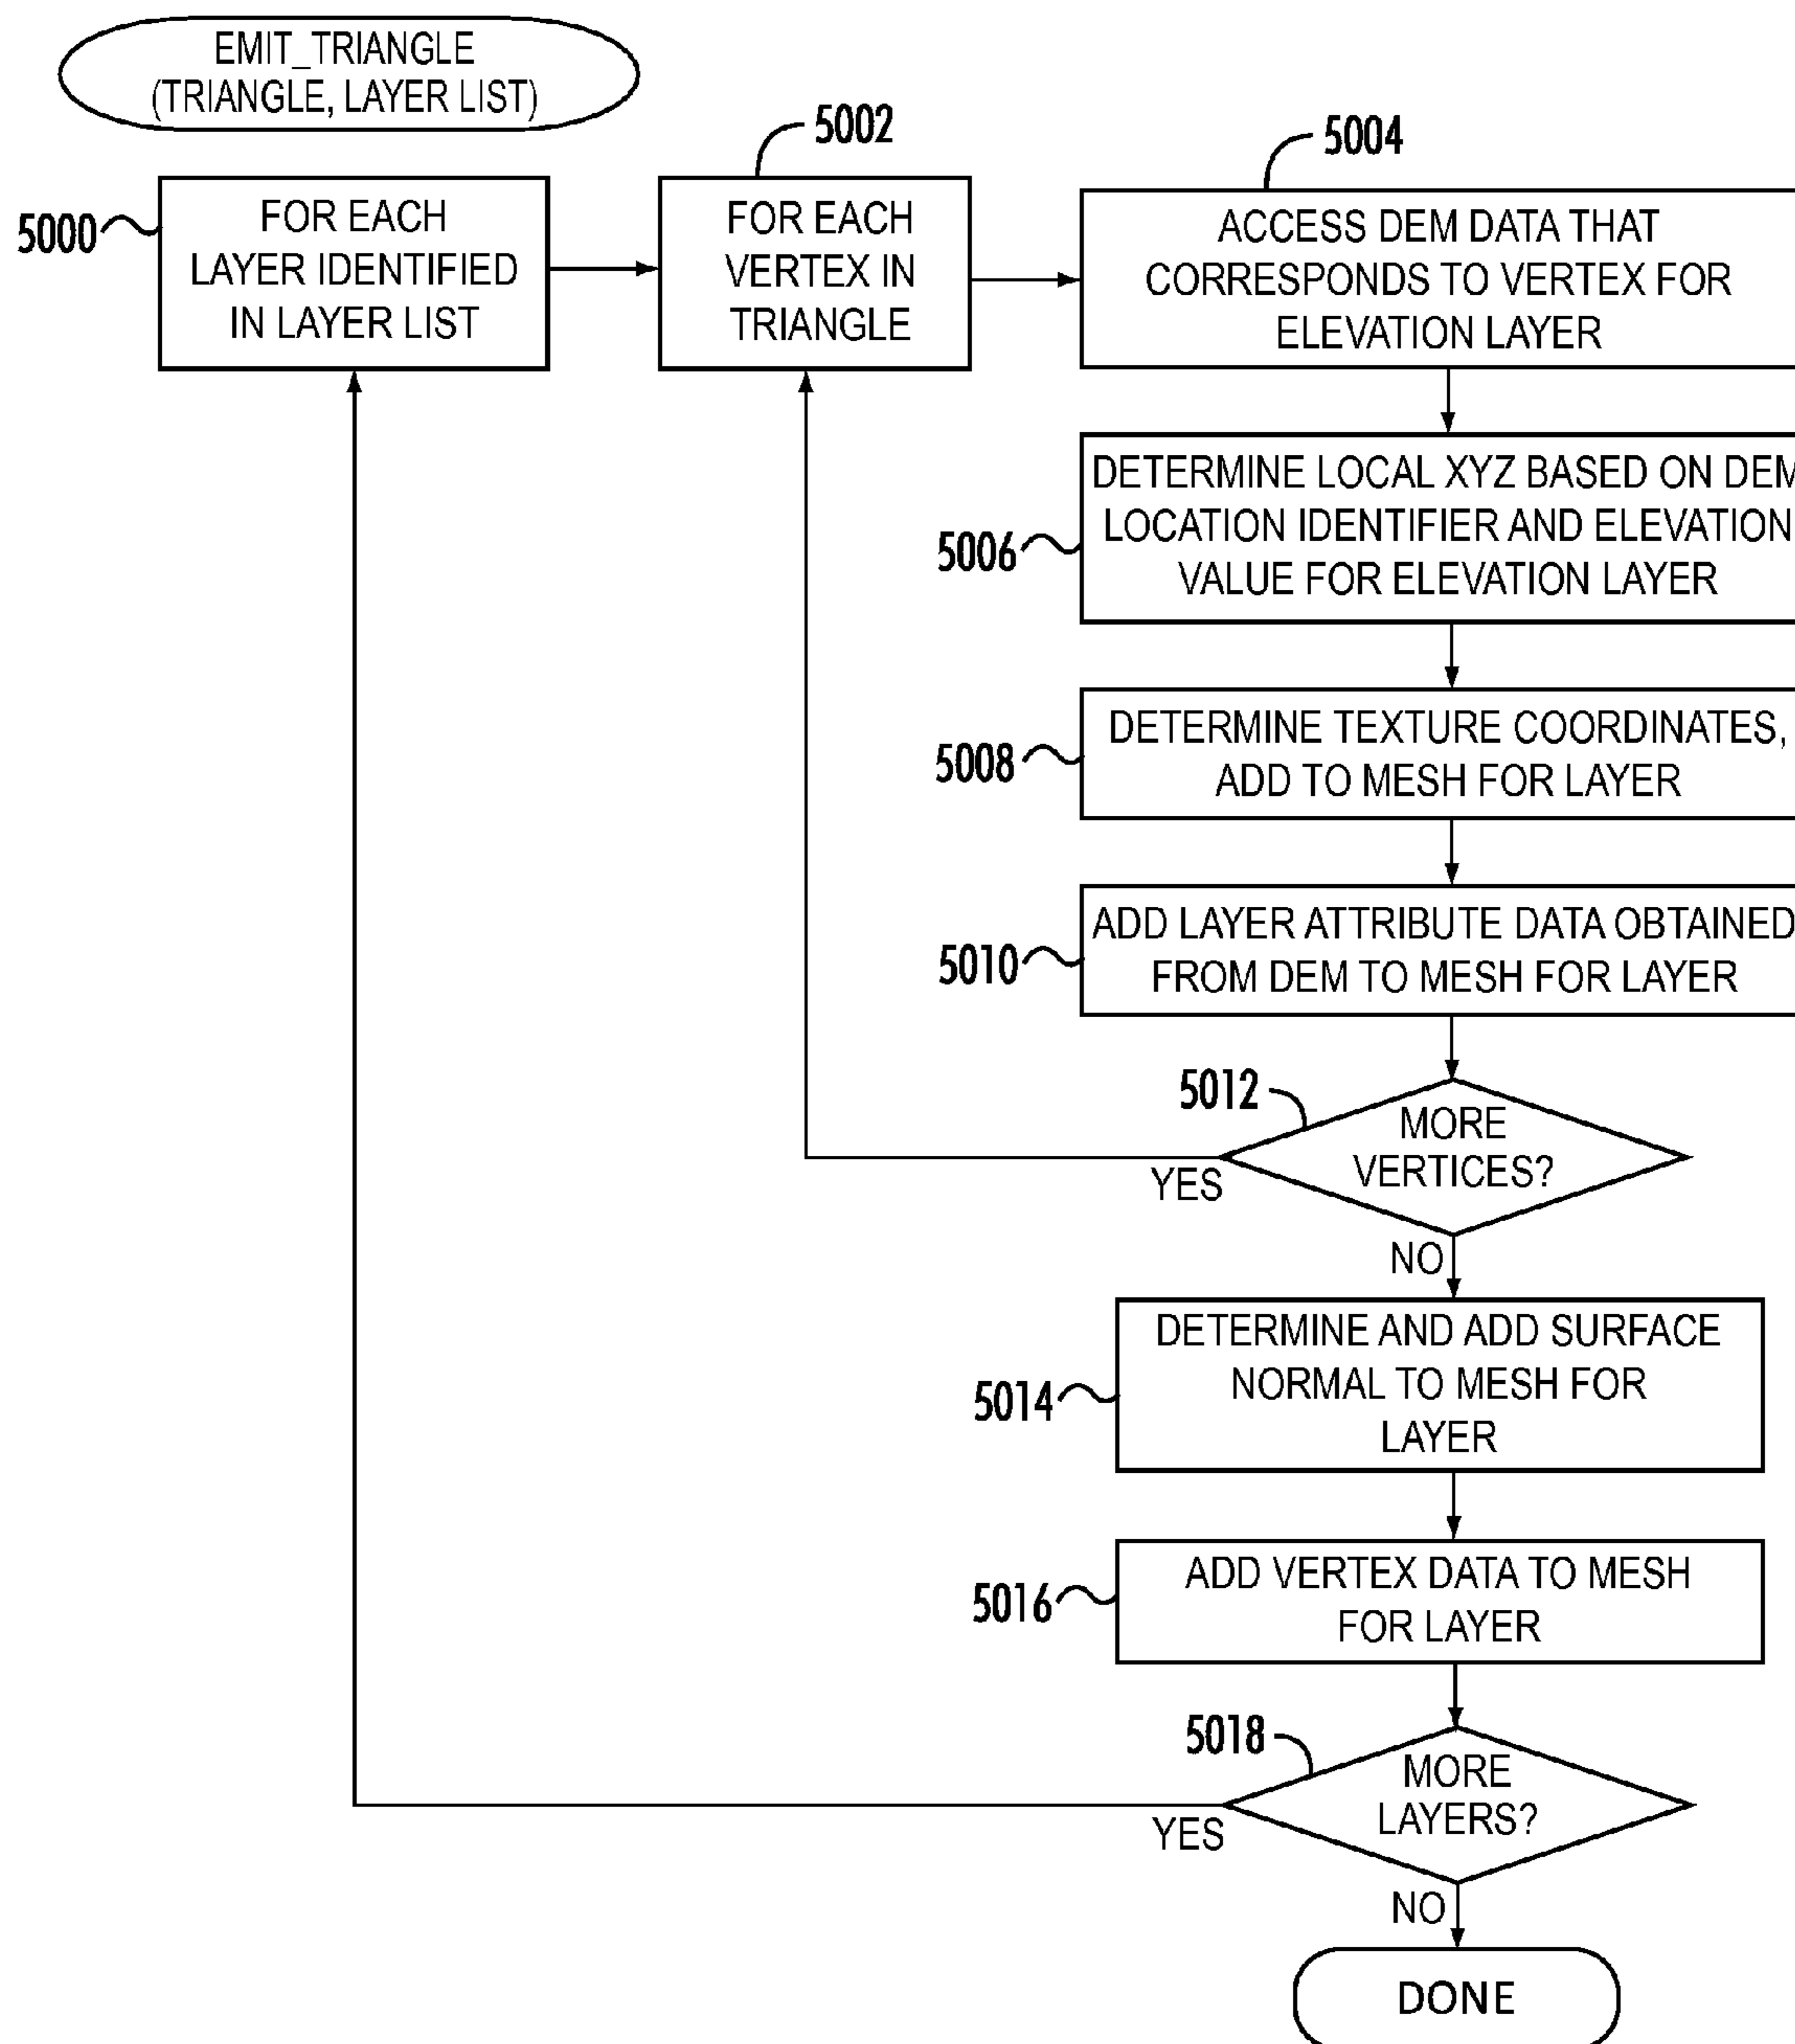 EMIT_TRIANGLE
(TRIANGLE, LAYER LIST)
5000
FOR EACH
LAYER IDENTIFIED
IN LAYER LIST
5002
FOR EACH
VERTEX IN
TRIANGLE
5004
ACCESS DEM DATA THAT
CORRESPONDS TO VERTEX FOR
ELEVATION LAYER
5006
DETERMINE LOCAL XYZ BASED ON DEM
LOCATION IDENTIFIER AND ELEVATION
VALUE FOR ELEVATION LAYER
5008
DETERMINE TEXTURE COORDINATES,
ADD TO MESH FOR LAYER
5010
ADD LAYER ATTRIBUTE DATA OBTAINED
FROM DEM TO MESH FOR LAYER
5012
MORE
VERTICES?
YES
NO
5014
DETERMINE AND ADD SURFACE
NORMAL TO MESH FOR
LAYER
5016
ADD VERTEX DATA TO MESH
FOR LAYER
5018
MORE
LAYERS?
YES
NO
DONE